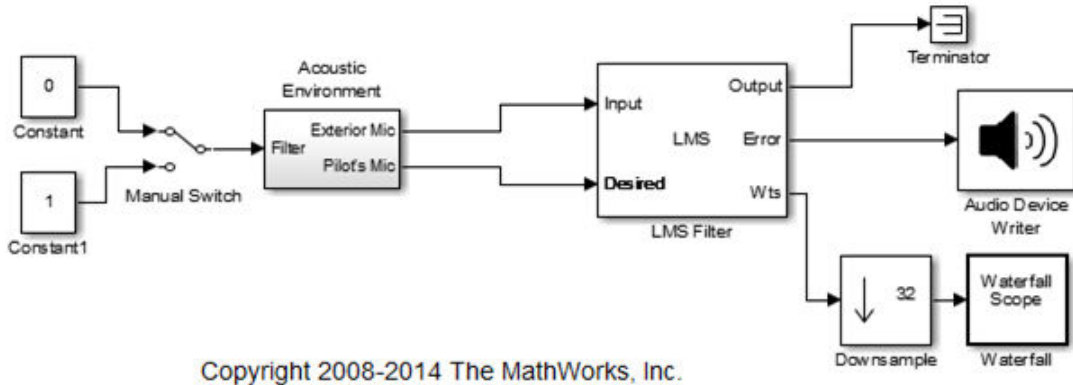 0
Constant
1
Constant1
Manual Switch
Acoustic
Environment
Filter
Exterior Mic
Pilot's Mic
Input
Desired
LMS
Output
Error
Wts
LMS Filter
Terminator
Audio Device
Writer
32
Downsample
Waterfall
Scope
Waterfall
Copyright 2008-2014 The MathWorks, Inc.